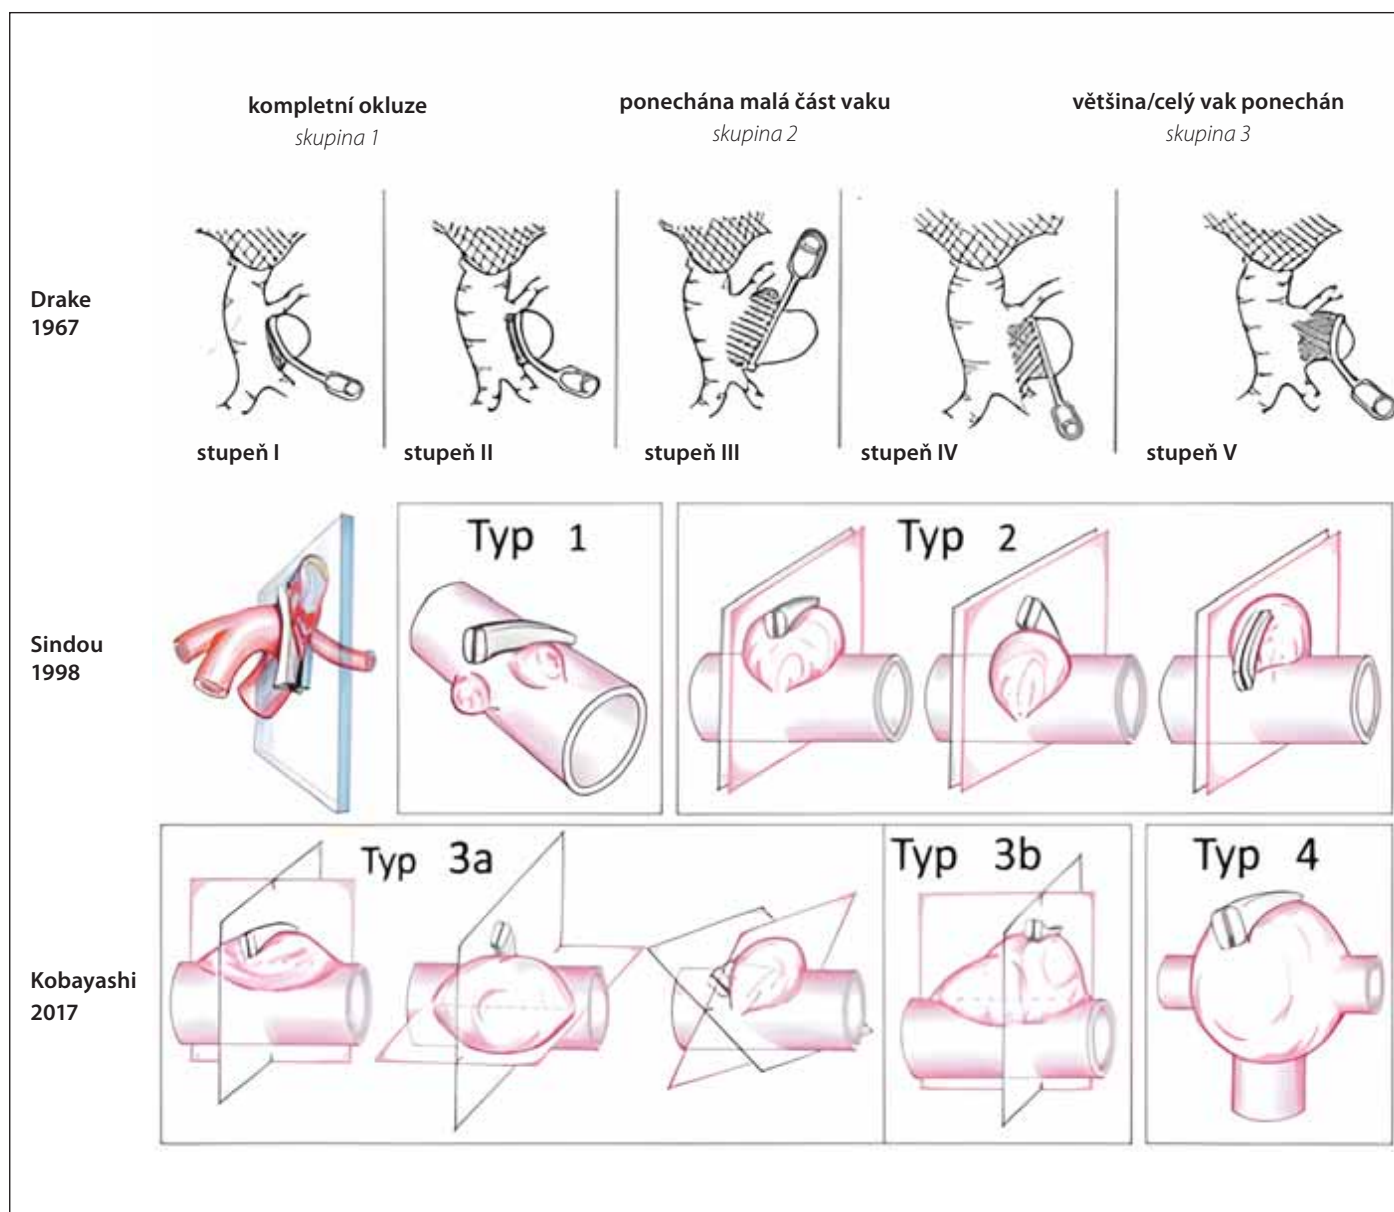 kompletní okluze
skupina 1
ponechána malá část vaku
skupina 2
většina/celý vak ponechán
skupina 3
Drake
1967
stupeň I
stupeň II
stupeň III
stupeň IV
stupeň V
Sindou
1998
Typ 1
Typ 2
Kobayashi
2017
Typ 3a
Typ 3b
Typ 4